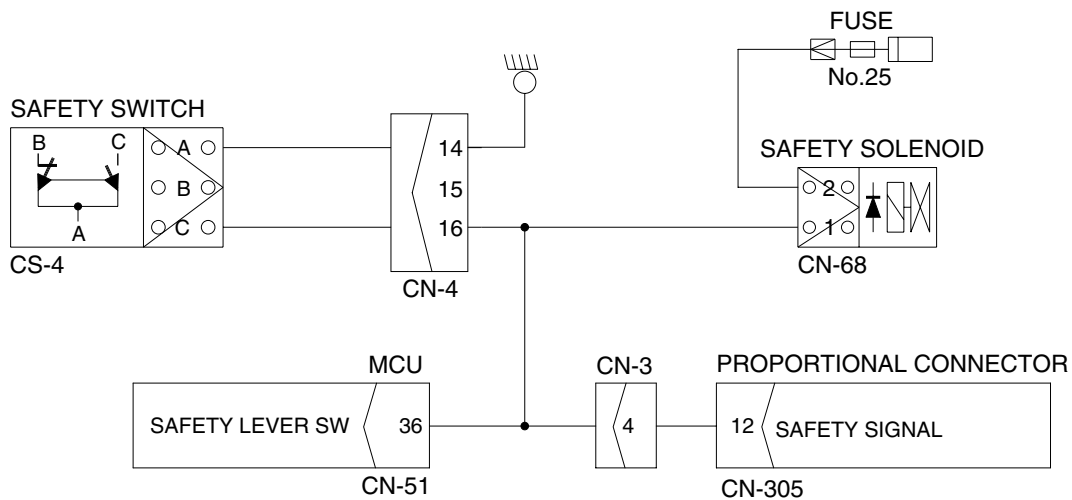 FUSE
No.25
SAFETY SWITCH
SAFETY SOLENOID
B C
A
A
B
C
14
15
16
2
1
CS-4
CN-4
CN-68
MCU
CN-3
PROPORTIONAL CONNECTOR
SAFETY LEVER SW
36
4
12
SAFETY SIGNAL
CN-51
CN-305